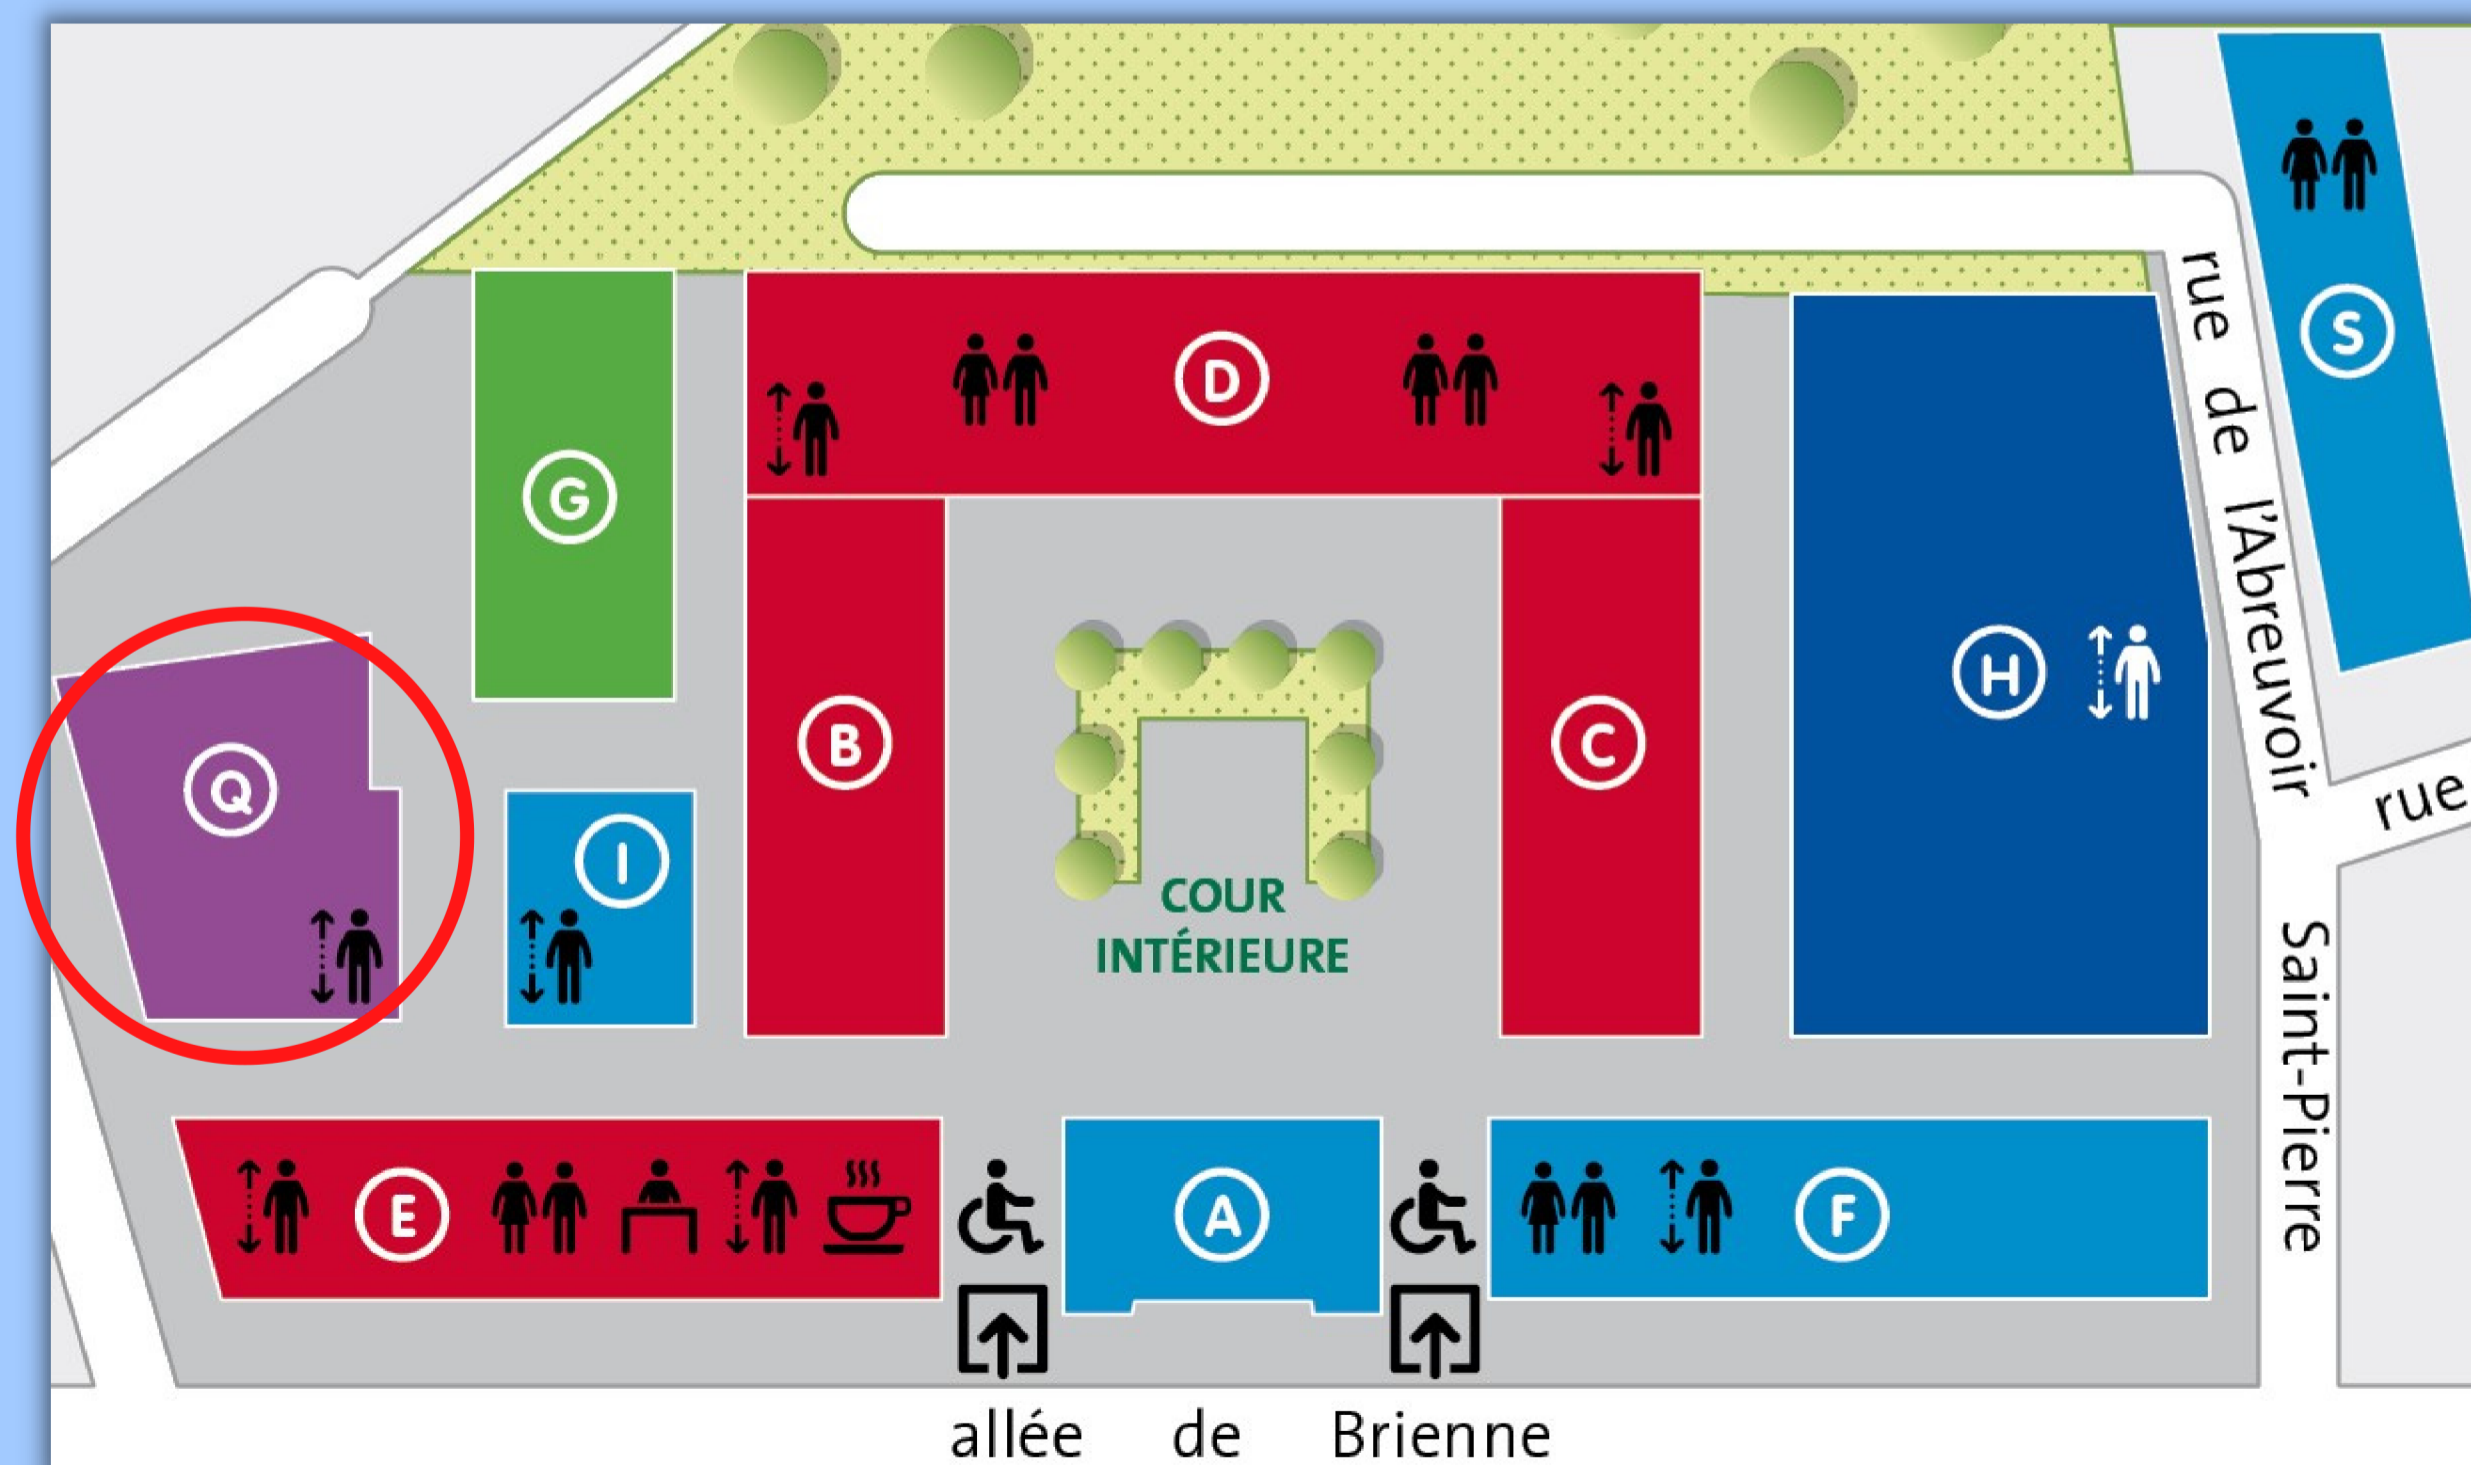 S
D
G
rue de l'Abreuvoir
H
B
C
Q
rue
I
COUR
INTÉRIEURE
Saint-Pierre
E
A
F
allée de Brienne